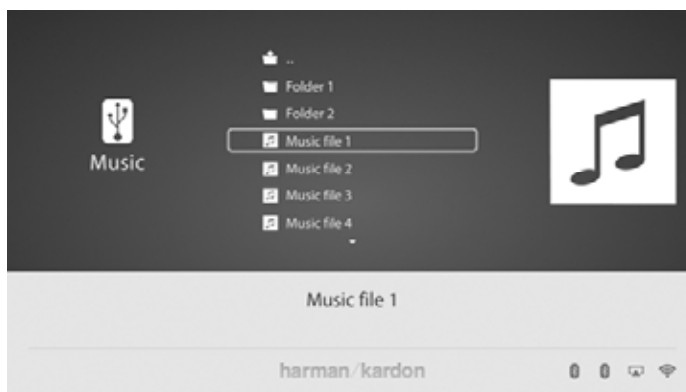 ..
Folder 1
Folder 2
Music file 1
Music
Music file 2
Music file 3
Music file 4
Music file 1
harman/kardon